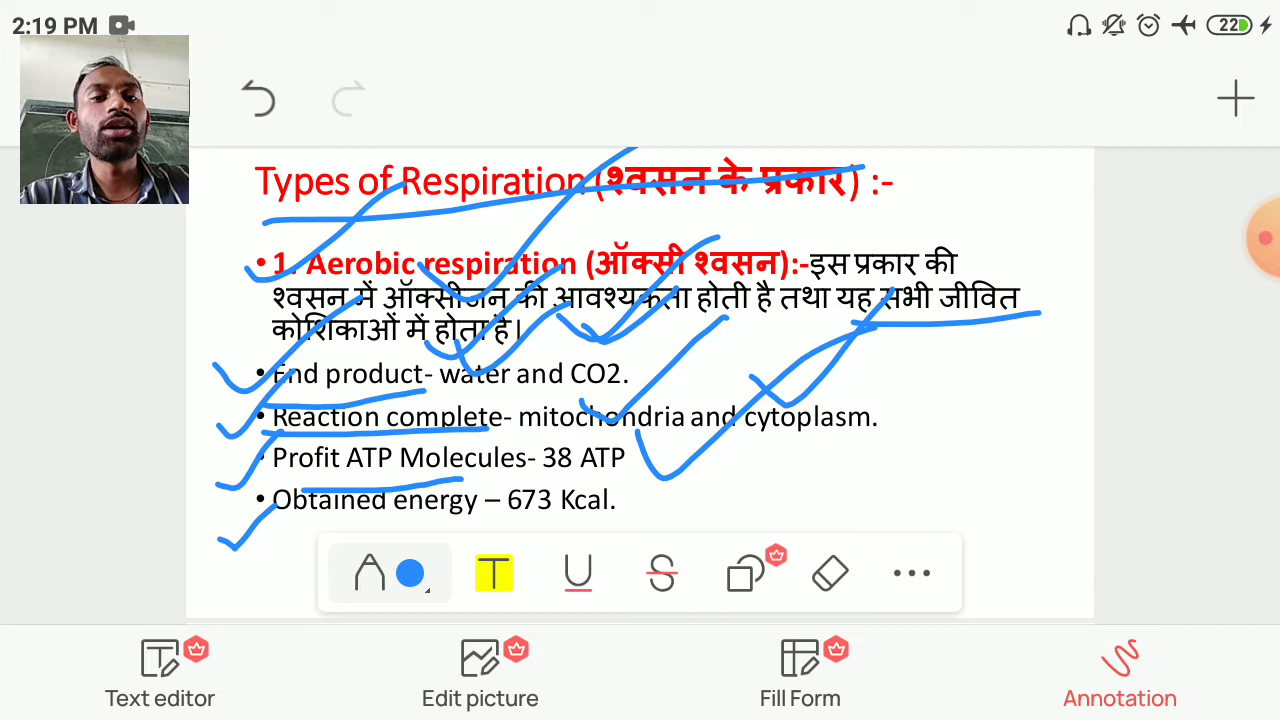 2:19 PM
22
Types of Respiration (श्वसन के प्रकार) :-
• 1. Aerobic respiration (ऑक्सी श्वसन):-इस प्रकार की
श्वसन में ऑक्सीजन की आवश्यकता होती है तथा यह सभी जीवित
कोशिकाओं में होता है।
• End product- water and CO2.
• Reaction complete- mitochondria and cytoplasm.
• Profit ATP Molecules- 38 ATP
• Obtained energy – 673 Kcal.
T
U
S
Text editor
Edit picture
Fill Form
Annotation